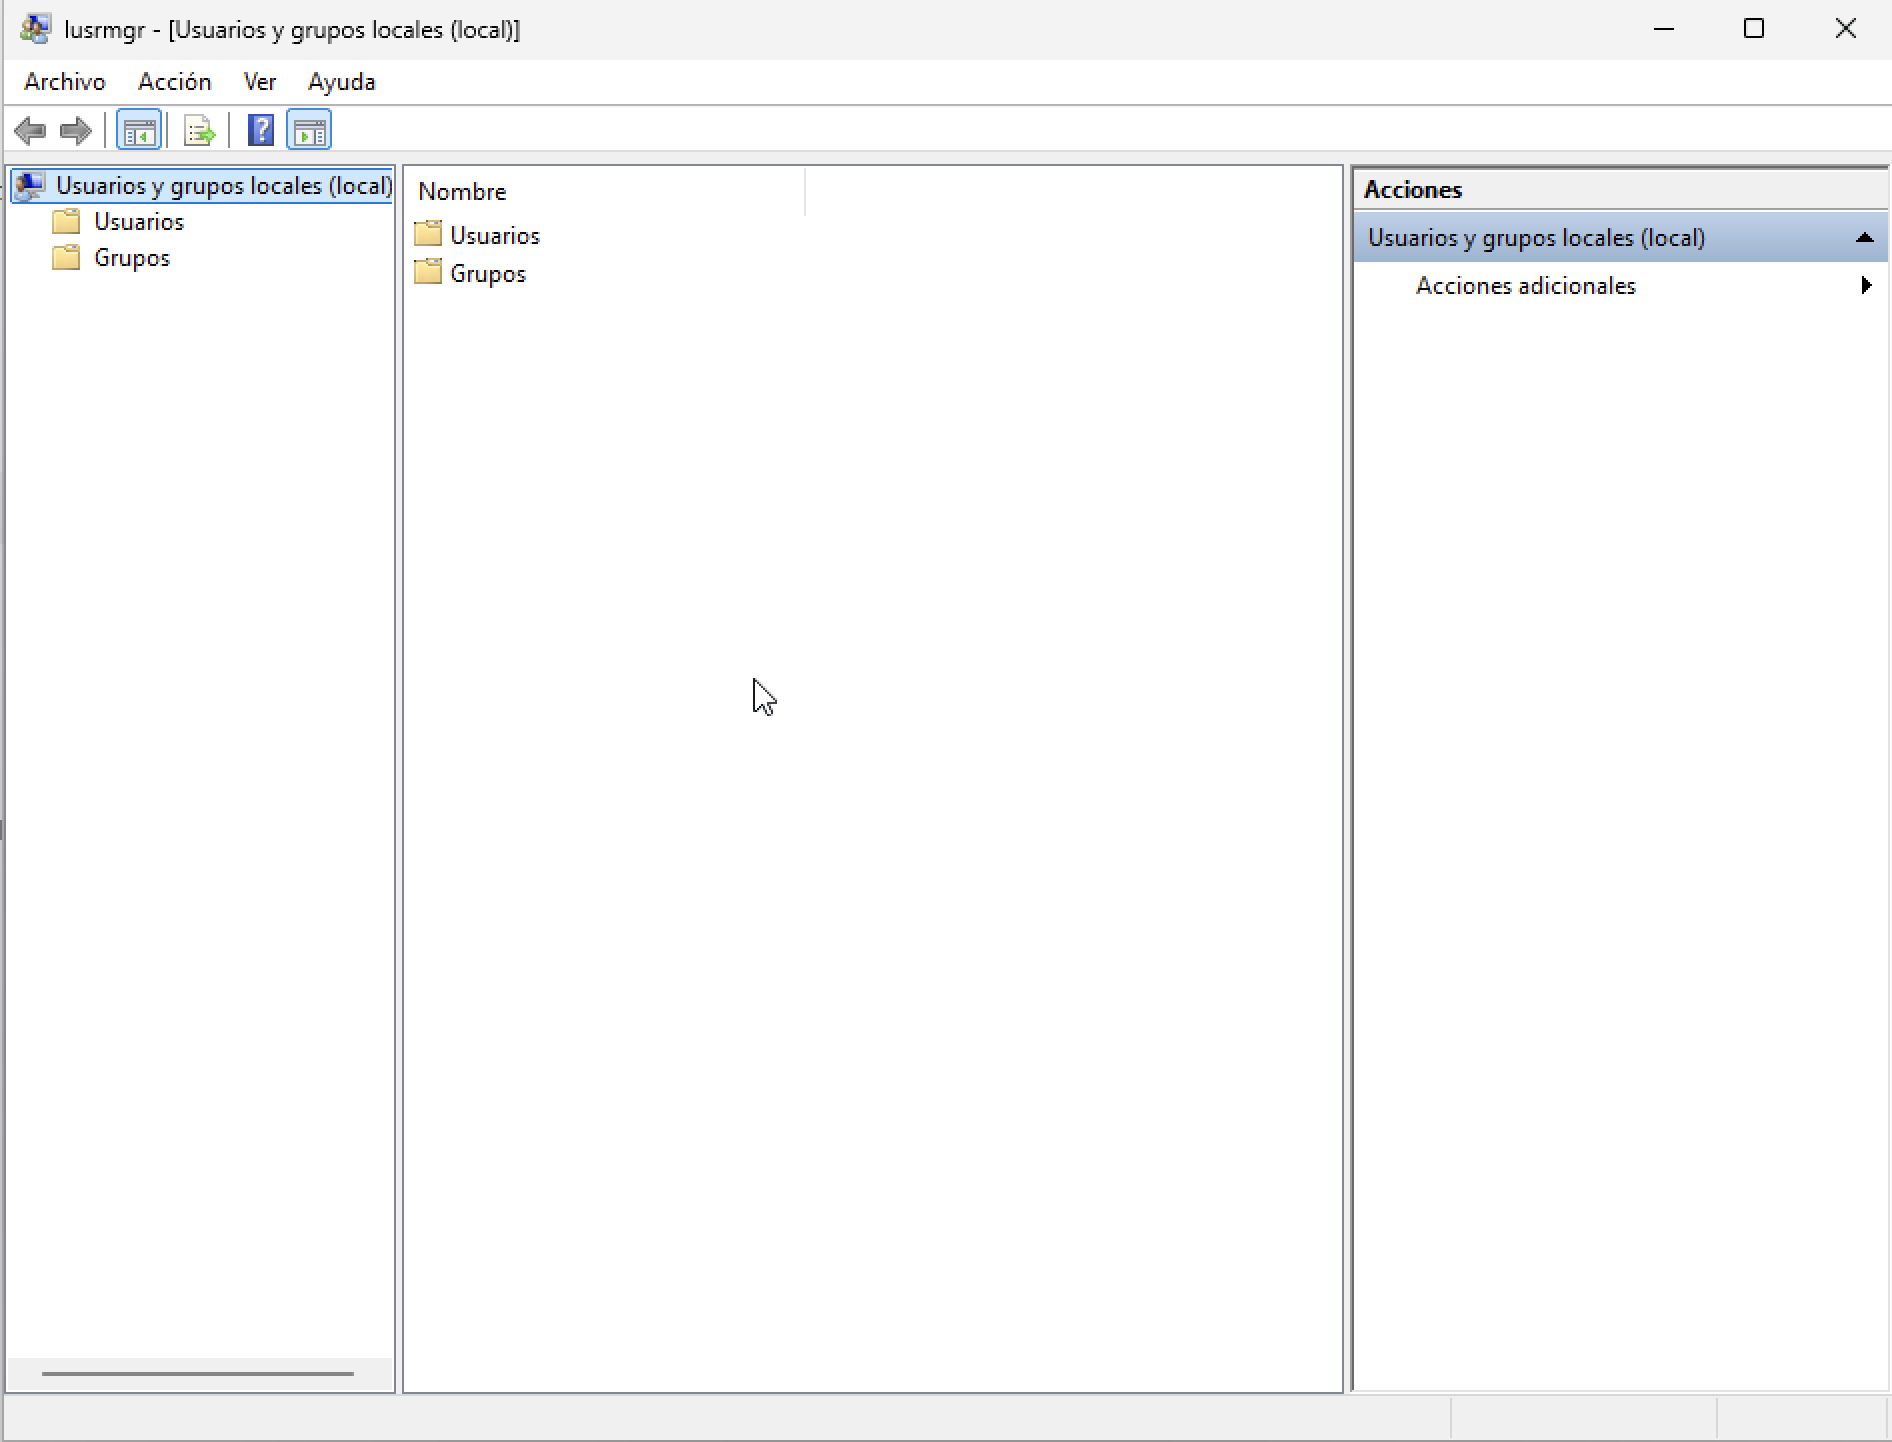 lusrmgr - [Usuarios y grupos locales (local)]
Archivo Acción Ver Ayuda
Usuarios y grupos locales (local)
Usuarios
Grupos
Nombre
Usuarios
Grupos
Acciones
Usuarios y grupos locales (local)
Acciones adicionales